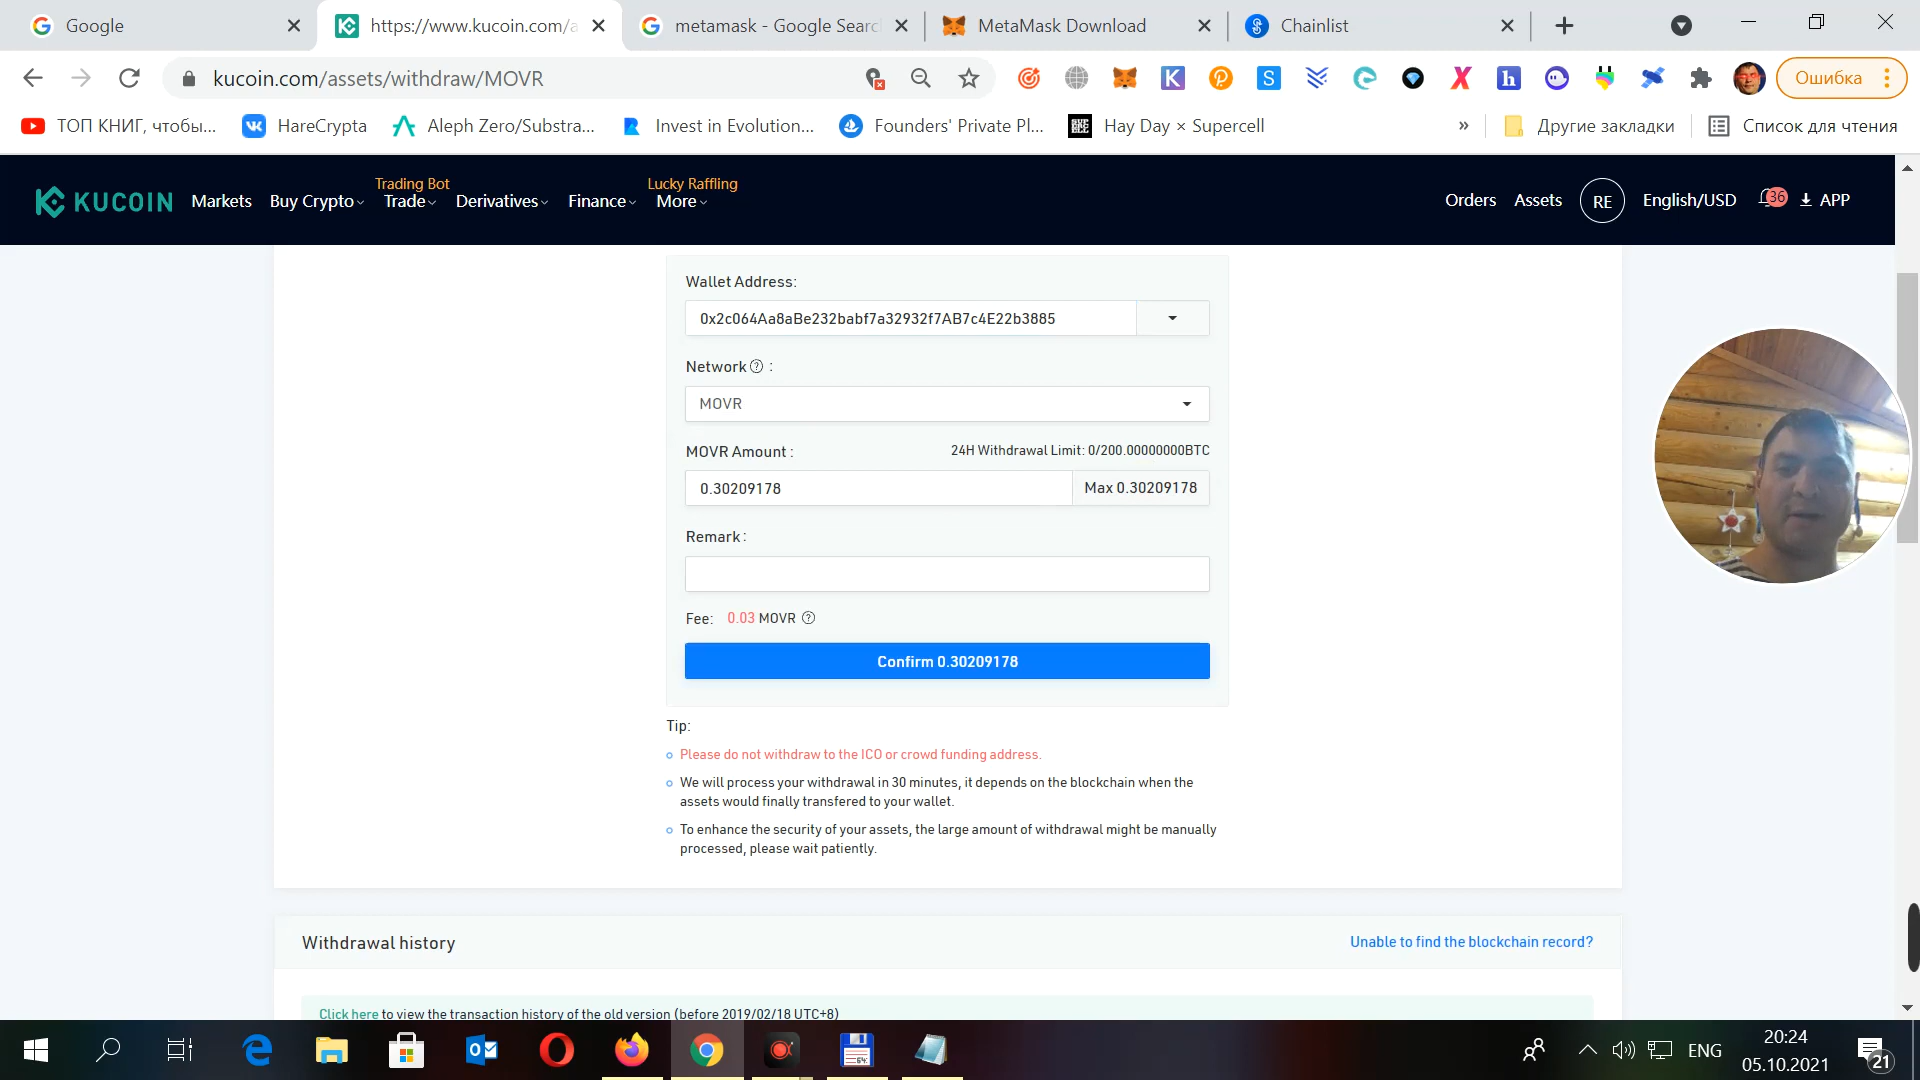 Google
https://www.kucoin.com/a
metamask - Google Searc
MetaMask Download
Chainlist
kucoin.com/assets/withdraw/MOVR
Ошибка
ТОП КНИГ, чтобы...
HareCrypta
Aleph Zero/Substra...
Invest in Evolution...
Founders' Private Pl...
Hay Day × Supercell
»
Другие закладки
Список для чтения
KUCOIN
Markets
Buy Crypto
Trading Bot
Trade
Derivatives
Finance
Lucky Raffling
More
Orders
Assets
RE
English/USD
36
APP
Wallet Address:
0x2c064Aa8aBe232babf7a32932f7AB7c4E22b3885
Network ? :
MOVR
MOVR Amount :
24H Withdrawal Limit: 0/200.00000000BTC
0.30209178
Max 0.30209178
Remark :
Fee: 0.03 MOVR ?
Confirm 0.30209178
Tip:
Please do not withdraw to the ICO or crowd funding address.
We will process your withdrawal in 30 minutes, it depends on the blockchain when the
assets would finally transfered to your wallet.
To enhance the security of your assets, the large amount of withdrawal might be manually
processed, please wait patiently.
Withdrawal history
Unable to find the blockchain record?
Click here to view the transaction history of the old version (before 2019/02/18 UTC+8)
ENG
20:24
05.10.2021
21